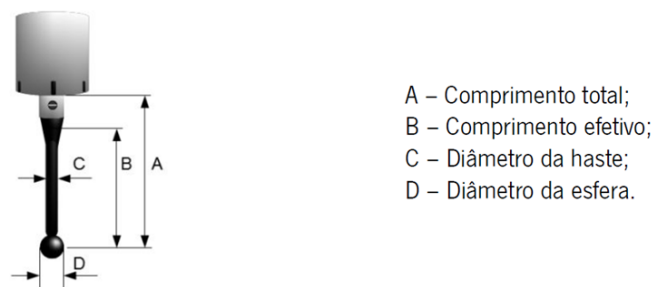 A – Comprimento total;
B – Comprimento efetivo;
C – Diâmetro da haste;
D – Diâmetro da esfera.
C
B
A
D